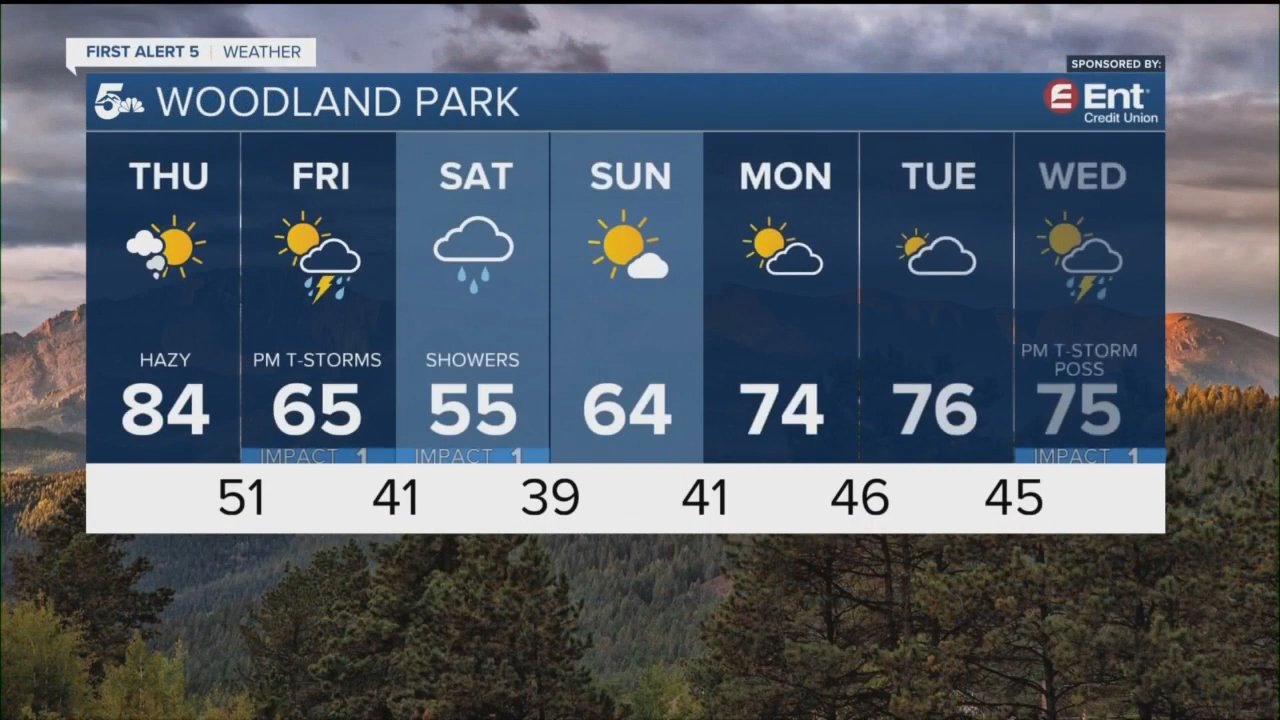 FIRST ALERT 5 | WEATHER
SPONSORED BY:
5 WOODLAND PARK
Ent
Credit Union
THU FRI SAT SUN MON TUE WED
HAZY PM T-STORMS SHOWERS PM T-STORM
POSS
84 65 55 64 74 76 75
IMPACT 1 IMPACT 1 IMPACT 1
51 41 39 41 46 45